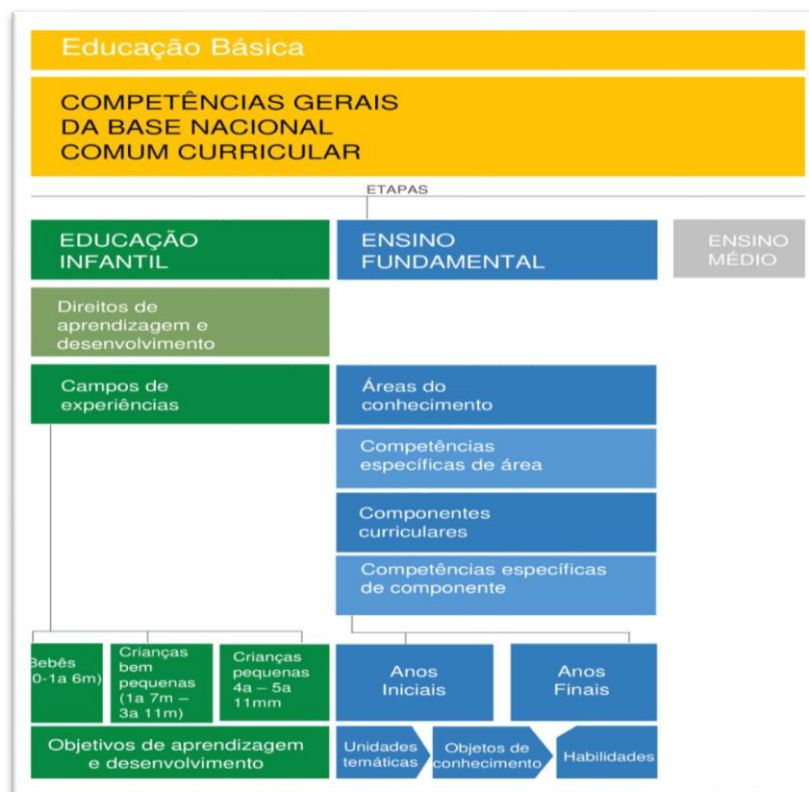 Educação Básica
COMPETÊNCIAS GERAIS
DA BASE NACIONAL
COMUM CURRICULAR
ETAPAS
EDUCAÇÃO
INFANTIL
ENSINO
FUNDAMENTAL
ENSINO
MÉDIO
Direitos de
aprendizagem e
desenvolvimento
Campos de
experiências
Áreas do
conhecimento
Competências
específicas de área
Componentes
curriculares
Competências específicas
de componente
Bebês
0-1a 6m)
Crianças
bem
pequenas
(1a 7m –
3a 11m)
Crianças
pequenas
4a – 5a
11mm
Anos
Iniciais
Anos
Finais
Objetivos de aprendizagem
e desenvolvimento
Unidades
temáticas
Objetos de
conhecimento
Habilidades